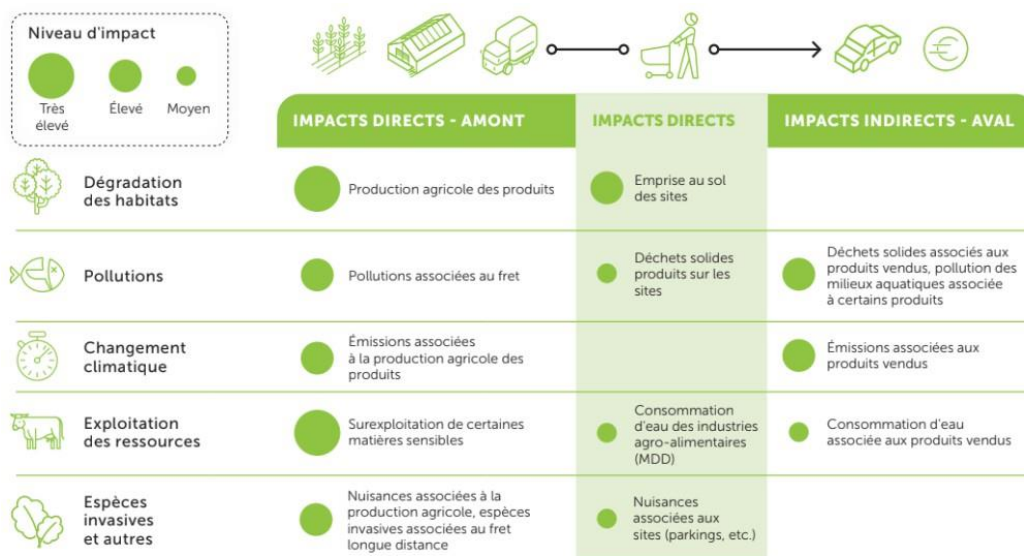 Niveau d'impact
Très
élevé
Élevé
Moyen
IMPACTS DIRECTS - AMONT
IMPACTS DIRECTS
IMPACTS INDIRECTS - AVAL
Dégradation
des habitats
Production agricole des produits
Emprise au sol
des sites
Pollutions
Pollutions associées au fret
Déchets solides
produits sur les
sites
Déchets solides associés aux
produits vendus, pollution des
milieux aquatiques associée
à certains produits
Changement
climatique
Émissions associées
à la production agricole des
produits
Émissions associées aux
produits vendus
Exploitation
des ressources
Surexploitation de certaines
matières sensibles
Consommation
d'eau des industries
agro-alimentaires
(MDD)
Consommation d'eau
associée aux produits vendus
Espèces
invasives
et autres
Nuisances associées à la
production agricole, espèces
invasives associées au fret
longue distance
Nuisances
associées aux
sites (parkings, etc.)